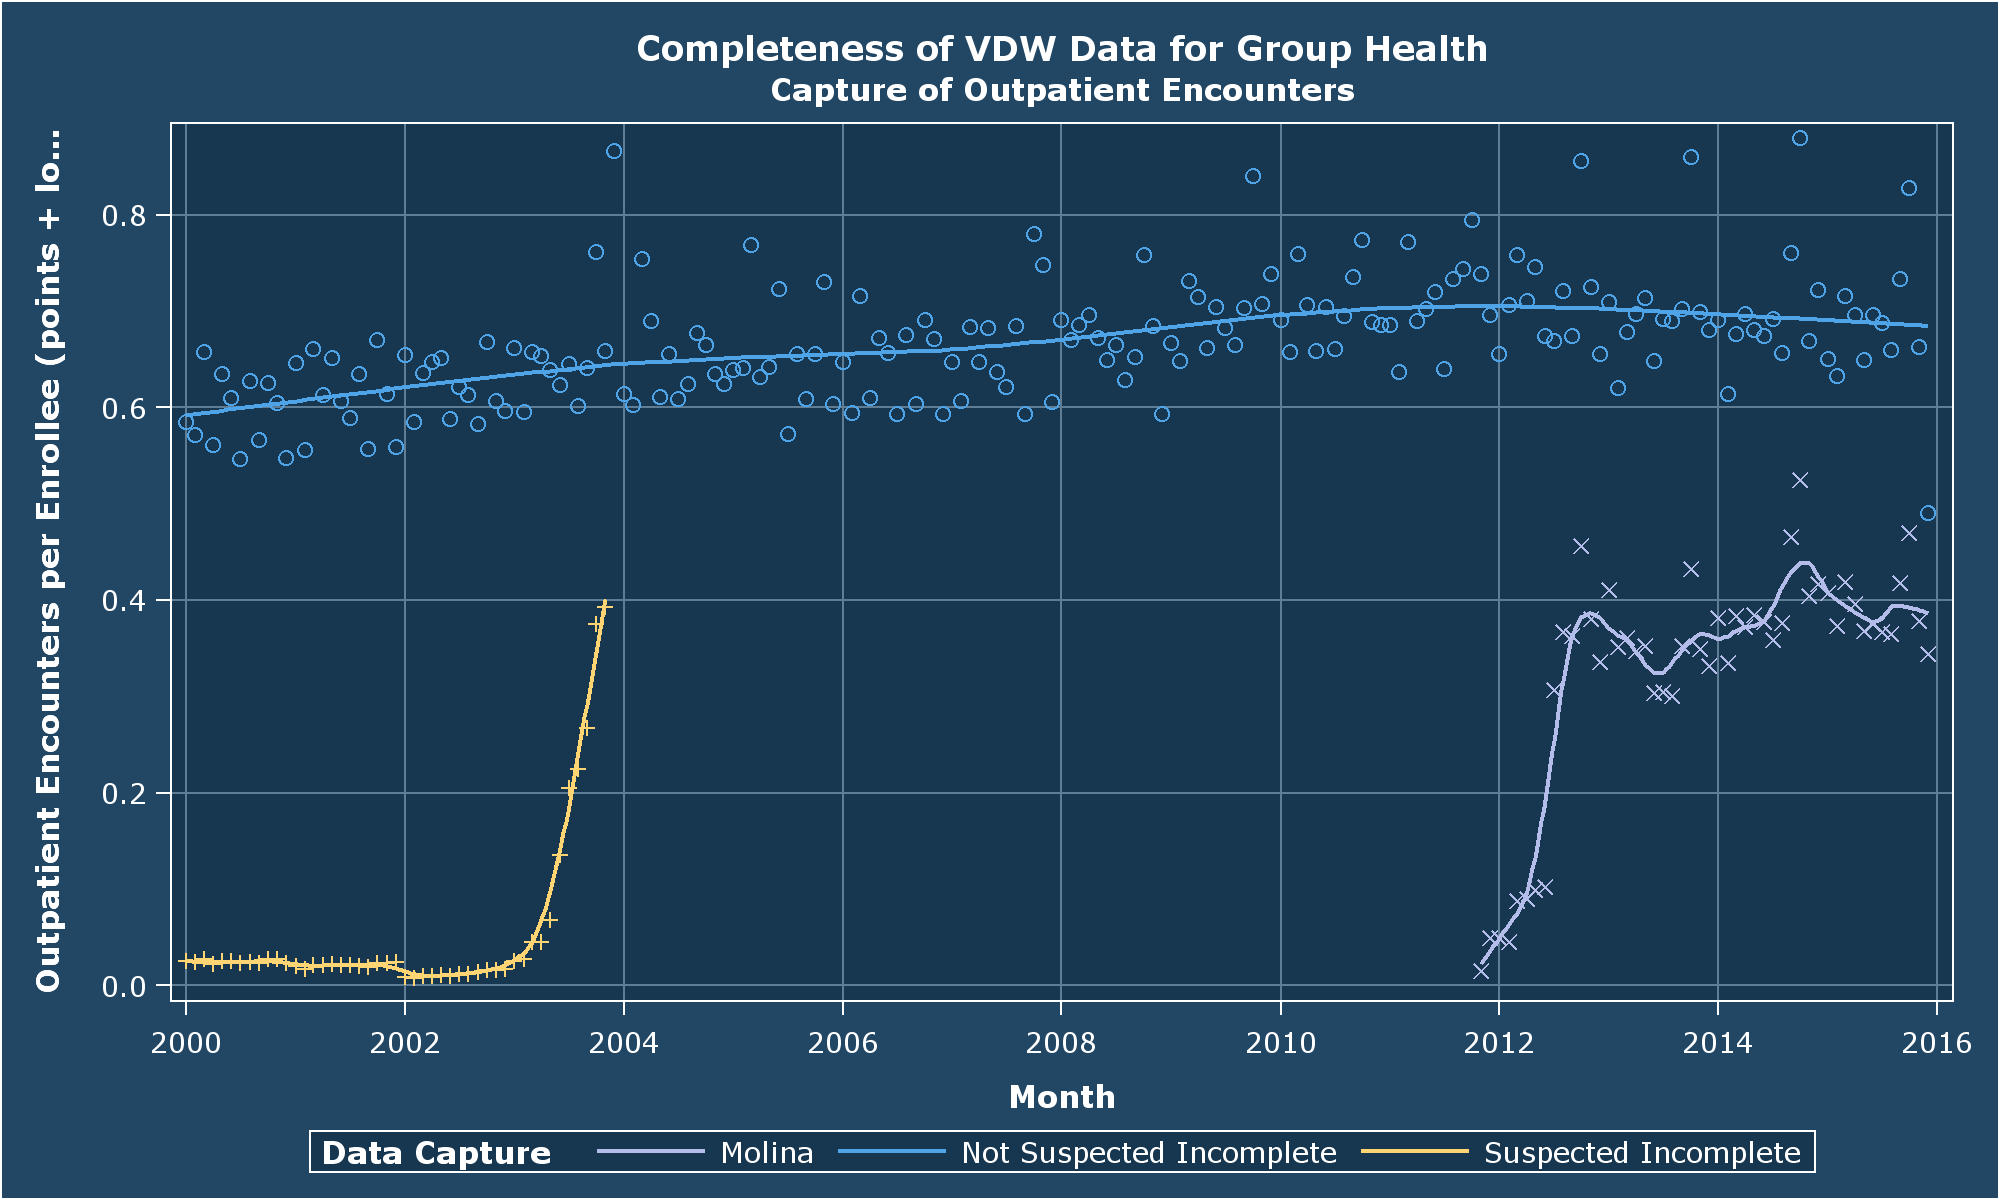 Completeness of VDW Data for Group Health
Capture of Outpatient Encounters
Outpatient Encounters per Enrollee (points + lo...
0.8
0.6
0.4
0.2
0.0
2000 2002 2004 2006 2008 2010 2012 2014 2016
Month
Data Capture Molina Not Suspected Incomplete Suspected Incomplete